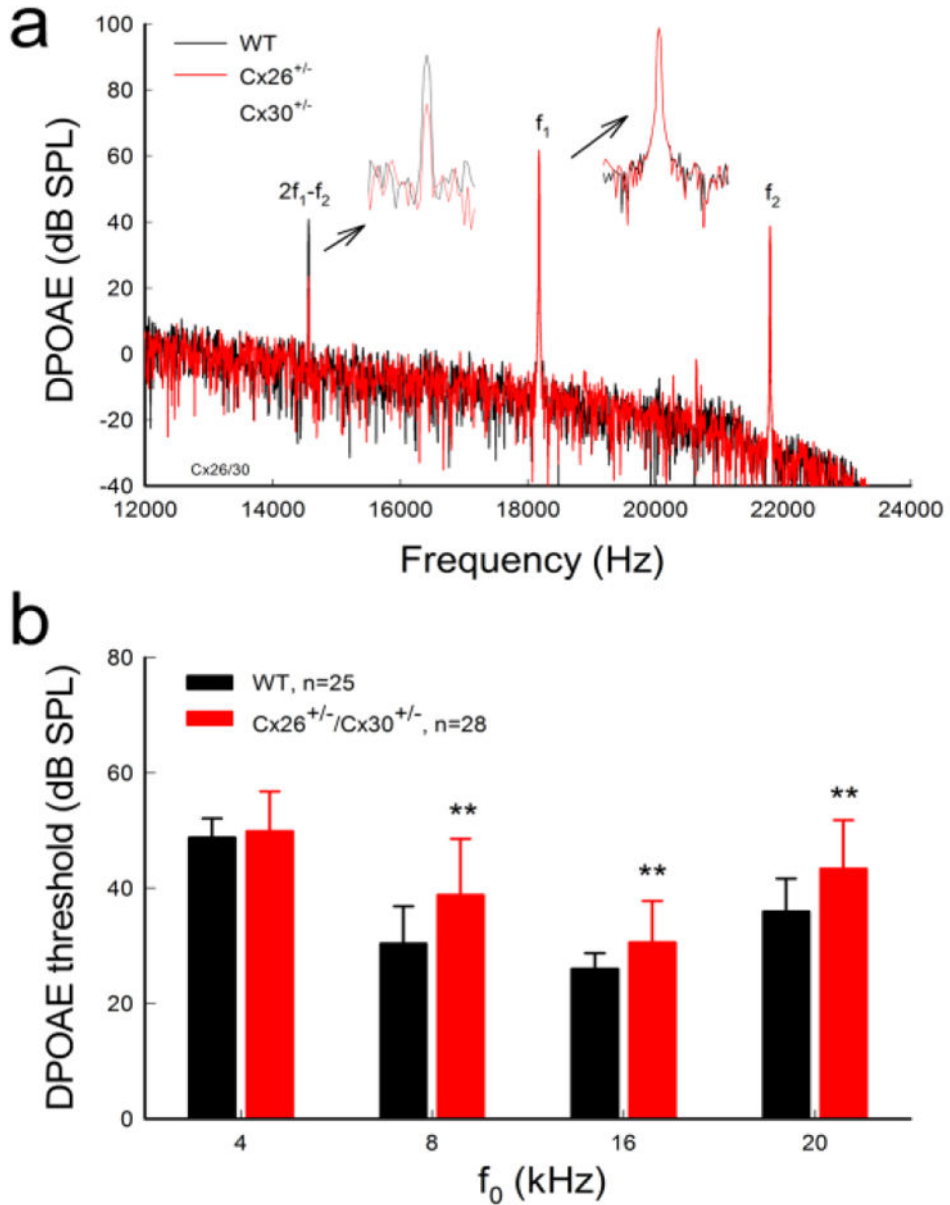 a
WT
Cx26+/-
Cx30+/-
2f1-f2
f1
f2
100
80
60
40
20
0
-20
-40
DPOAE (dB SPL)
Cx26/30
12000 14000 16000 18000 20000 22000 24000
Frequency (Hz)
b
WT, n=25
Cx26+/-/Cx30+/-, n=28
80
60
40
20
0
DPOAE threshold (dB SPL)
** ** **
4 8 16 20
f0 (kHz)